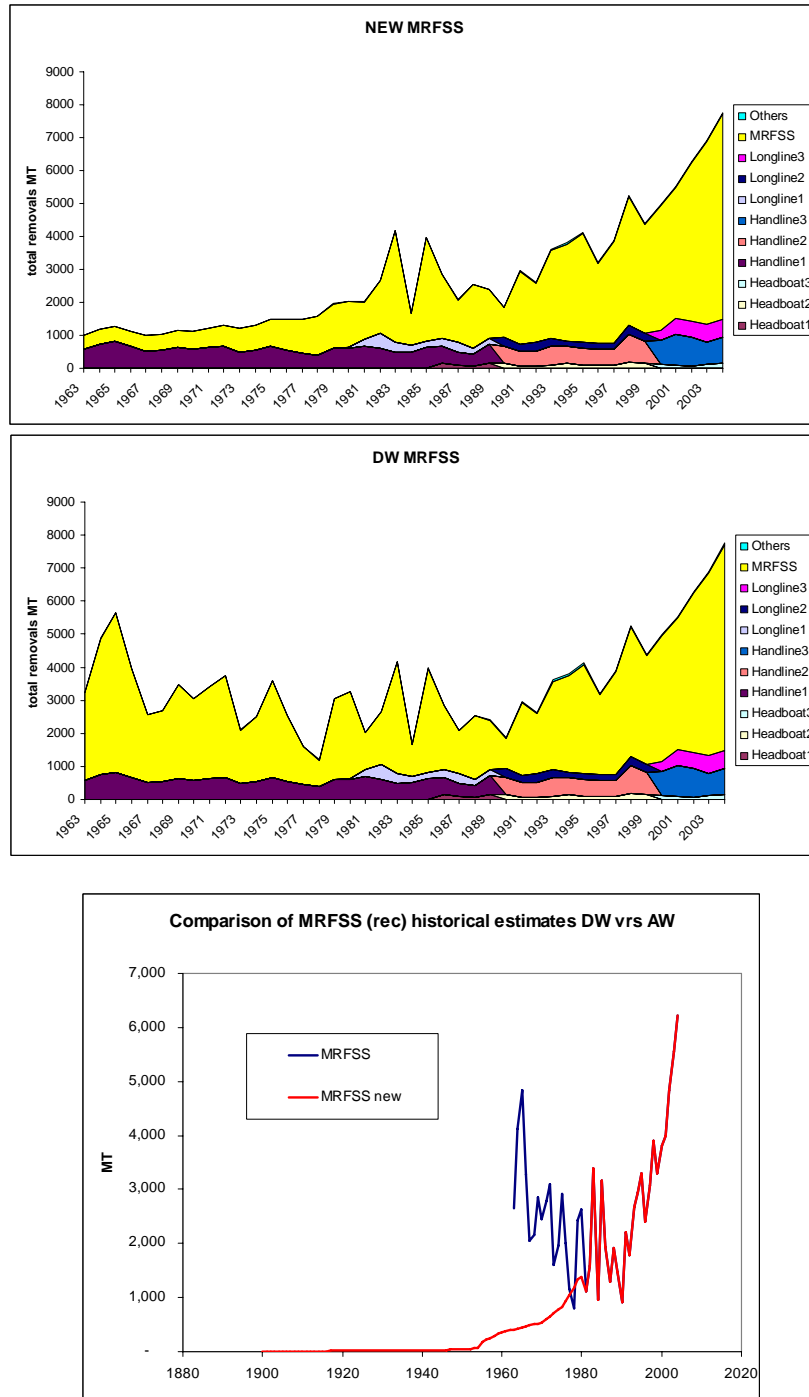 NEW MRFSS
9000
8000
7000
6000
5000
4000
3000
2000
1000
0
total removals MT
1963
1965
1967
1969
1971
1973
1975
1977
1979
1981
1983
1985
1987
1989
1991
1993
1995
1997
1999
2001
2003
Others
MRFSS
Longline3
Longline2
Longline1
Handline3
Handline2
Handline1
Headboat3
Headboat2
Headboat1
DW MRFSS
9000
8000
7000
6000
5000
4000
3000
2000
1000
0
total removals MT
1963
1965
1967
1969
1971
1973
1975
1977
1979
1981
1983
1985
1987
1989
1991
1993
1995
1997
1999
2001
2003
Others
MRFSS
Longline3
Longline2
Longline1
Handline3
Handline2
Handline1
Headboat3
Headboat2
Headboat1
Comparison of MRFSS (rec) historical estimates DW vrs AW
7,000
6,000
5,000
4,000
3,000
2,000
1,000
-
MT
MRFSS
MRFSS new
1880
1900
1920
1940
1960
1980
2000
2020